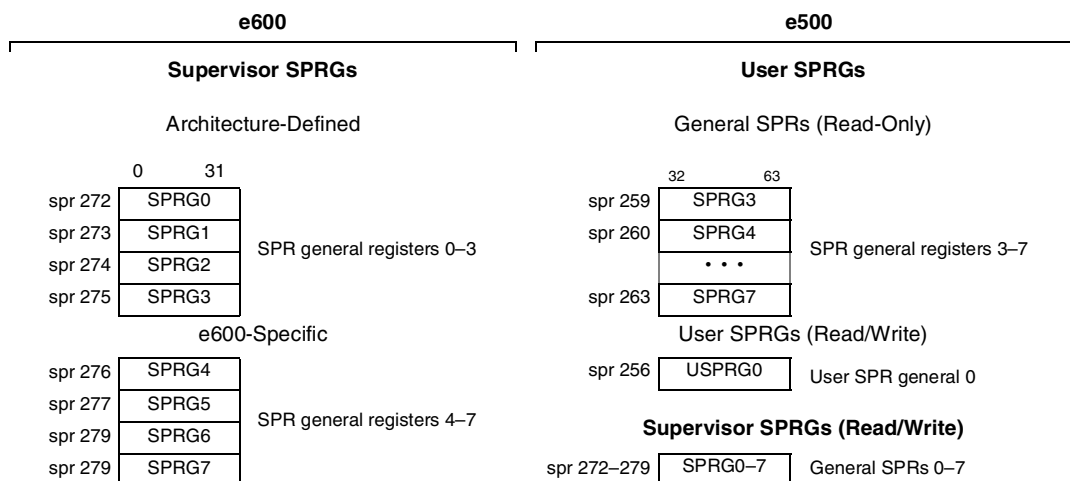 e600
Supervisor SPRGs
Architecture-Defined
0 31
spr 272 SPRG0
spr 273 SPRG1
SPR general registers 0–3
spr 274 SPRG2
spr 275 SPRG3
e600-Specific
spr 276 SPRG4
spr 277 SPRG5
SPR general registers 4–7
spr 279 SPRG6
spr 279 SPRG7
e500
User SPRGs
General SPRs (Read-Only)
32 63
spr 259 SPRG3
spr 260 SPRG4
SPR general registers 3–7
• • •
spr 263 SPRG7
User SPRGs (Read/Write)
spr 256 USPRG0 User SPR general 0
Supervisor SPRGs (Read/Write)
spr 272–279 SPRG0–7 General SPRs 0–7